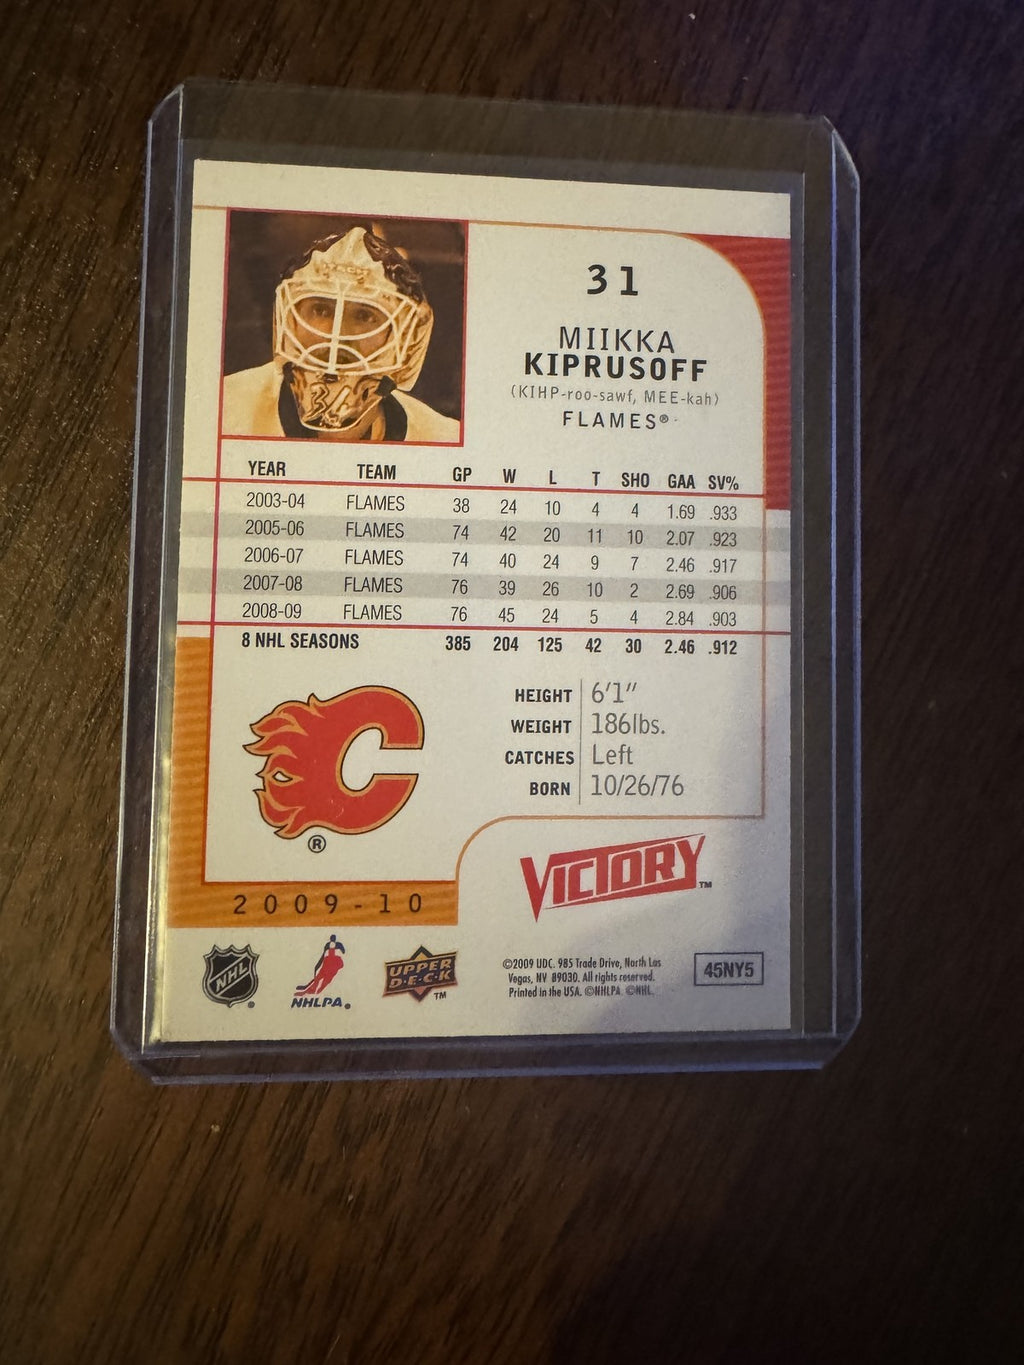 31
MIIKKA
KIPRUSOFF
(KIHP-roo-sawf, MEE-kah)
FLAMES®
YEAR TEAM GP W L T SHO GAA SV%
2003-04 FLAMES 38 24 10 4 4 1.69 .933
2005-06 FLAMES 74 42 20 11 10 2.07 .923
2006-07 FLAMES 74 40 24 9 7 2.46 .917
2007-08 FLAMES 76 39 26 10 2 2.69 .906
2008-09 FLAMES 76 45 24 5 4 2.84 .903
8 NHL SEASONS 385 204 125 42 30 2.46 .912
HEIGHT 6'1"
WEIGHT 186lbs.
CATCHES Left
BORN 10/26/76
C
®
VICTORY™
2009-10
NHL®
NHLPA®
UPPER
D·E·C·K™
©2009 UDC. 985 Trade Drive, North Las
Vegas, NV 89030. All rights reserved.
Printed in the USA. ©NHLPA ©NHL.
45NY5